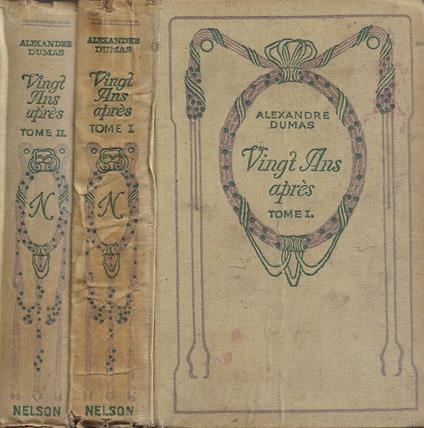 ALEXANDRE
DUMAS
Vingt
Ans
après
TOME II.
N
NELSON
ALEXANDRE
DUMAS
Vingt
Ans
après
TOME I.
N
NELSON
ALEXANDRE
DUMAS
Vingt Ans
après
TOME I.